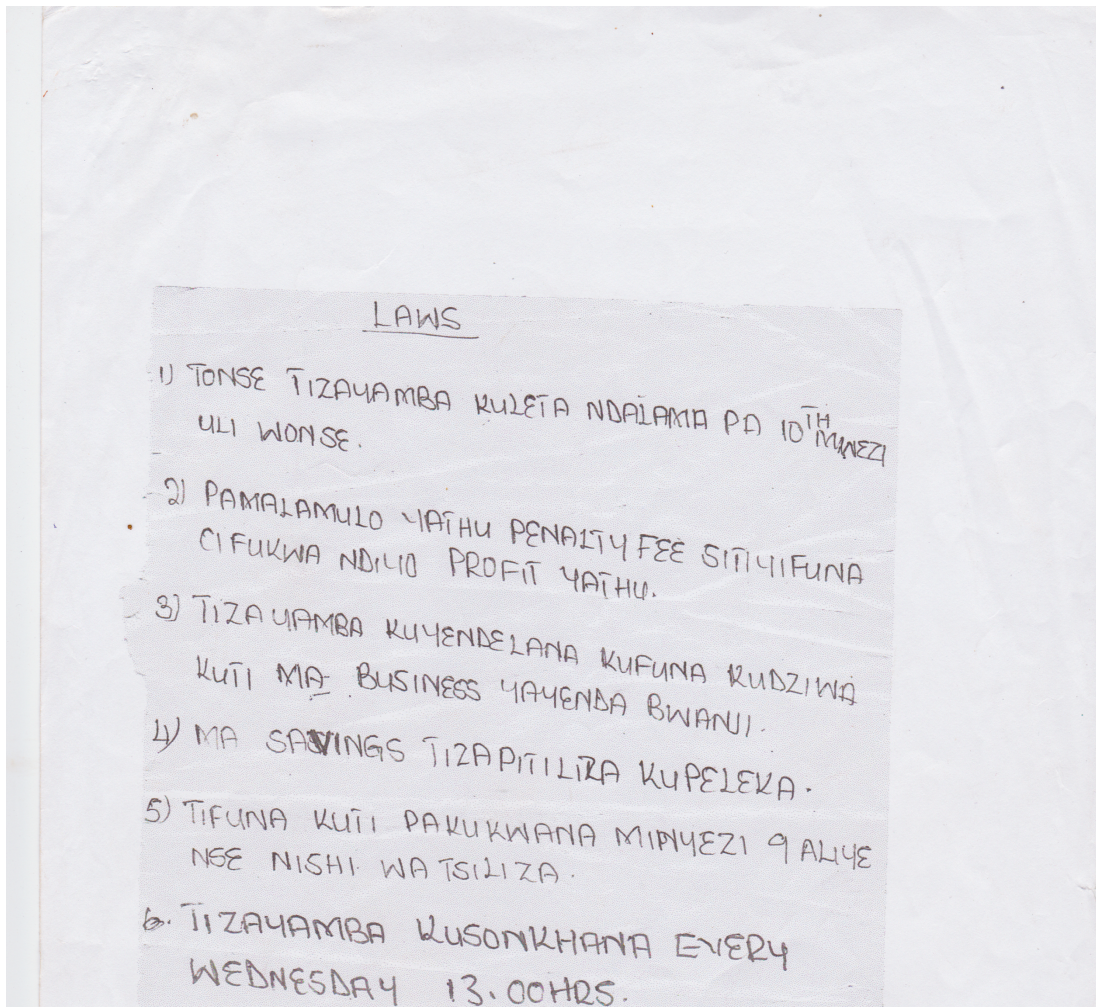 LAWS
1) TONSE TIZAYAMBA KULETA NDALAMA PA 10TH MWEZI
ULI WONSE.
2) PAMALAMULO YATHU PENALTY FEE SITIYIFUNA
CIFUKWA NDIYO PROFIT YATHU.
3) TIZAYAMBA KUYENDELANA KUFUNA KUDZIWA
KUTI MA BUSINESS YAYENDA BWANJI.
4) MA SAVINGS TIZAPITILIZA KUPELEKA.
5) TIFUNA KUTI PAKUKWANA MINYEZI 9 ALIYE
NSE NISHI WATSILIZA.
6. TIZAYAMBA KUSONKHANA EVERY
WEDNESDAY 13.00HRS.